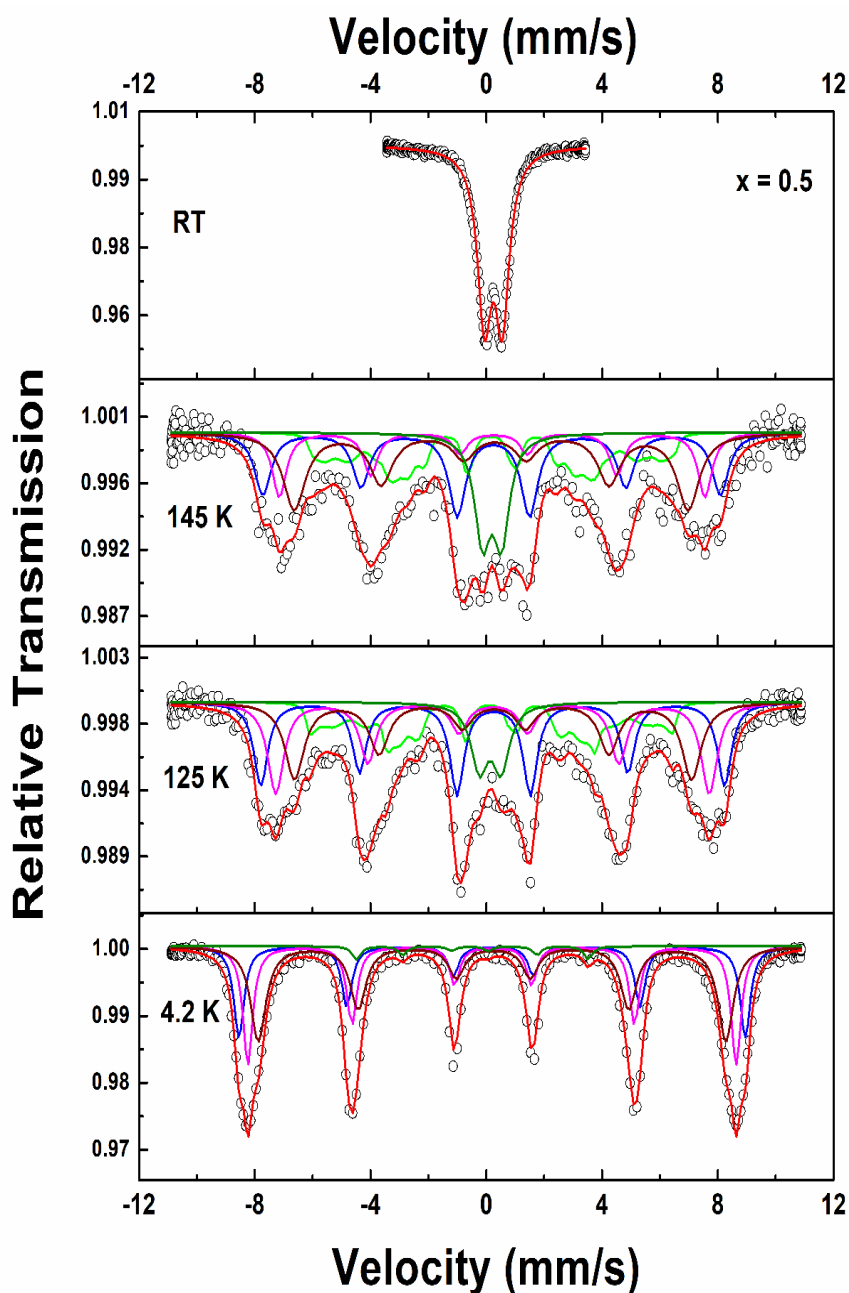 Velocity (mm/s)
-12 -8 -4 0 4 8 12
1.01
0.99
0.98
0.96
RT
x = 0.5
1.001
0.996
0.992
0.987
145 K
1.003
0.998
0.994
0.989
125 K
1.00
0.99
0.98
0.97
4.2 K
Relative Transmission
-12 -8 -4 0 4 8 12
Velocity (mm/s)